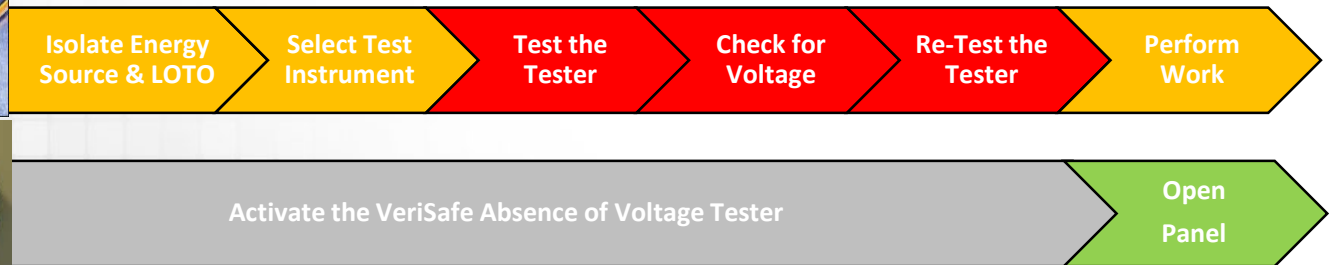 Isolate Energy
Source & LOTO
Select Test
Instrument
Test the
Tester
Check for
Voltage
Re-Test the
Tester
Perform
Work
Activate the VeriSafe Absence of Voltage Tester
Open
Panel